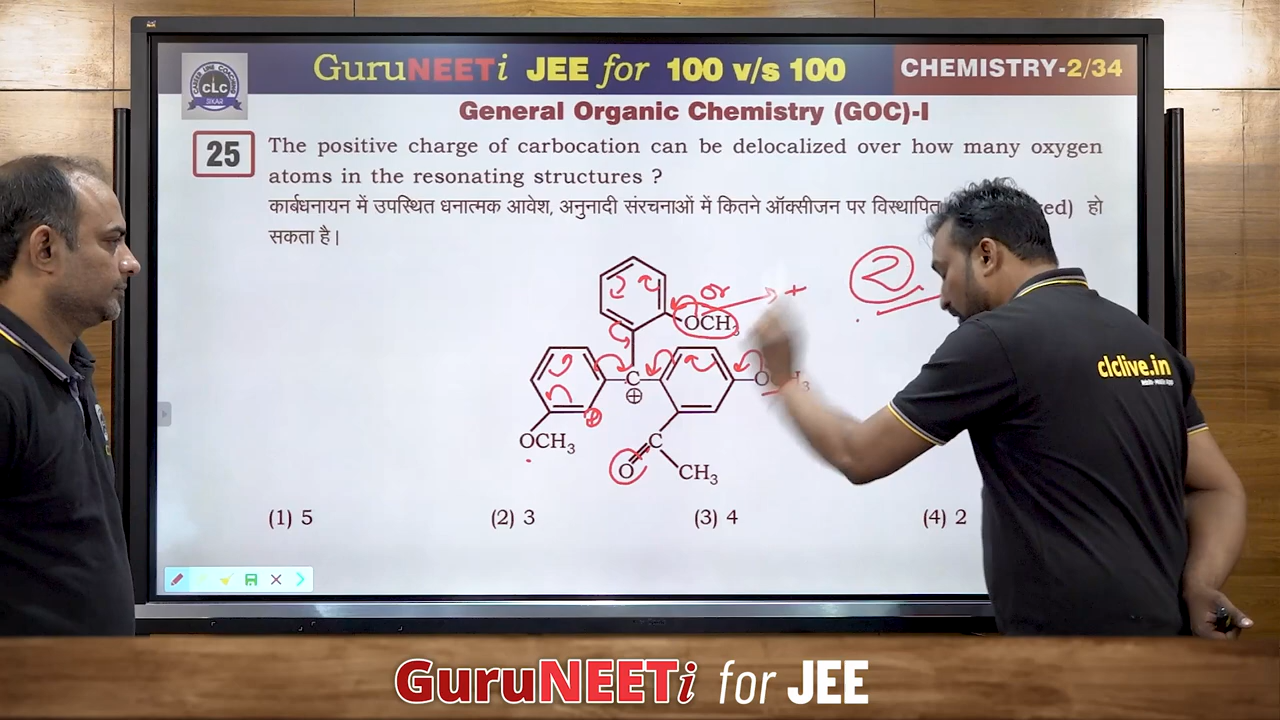 GuruNEETi JEE for 100 v/s 100
CHEMISTRY-2/34
CLC
SIKAR
General Organic Chemistry (GOC)-I
25
The positive charge of carbocation can be delocalized over how many oxygen
atoms in the resonating structures ?
कार्बधनायन में उपस्थित धनात्मक आवेश, अनुनादी संरचनाओं में कितने ऑक्सीजन पर विस्थापित हो
सकता है।
2
+
OCH3
C
⊕
⊕
OCH3
C
O
CH3
(1) 5
(2) 3
(3) 4
(4) 2
clclive.in
GuruNEETi for JEE